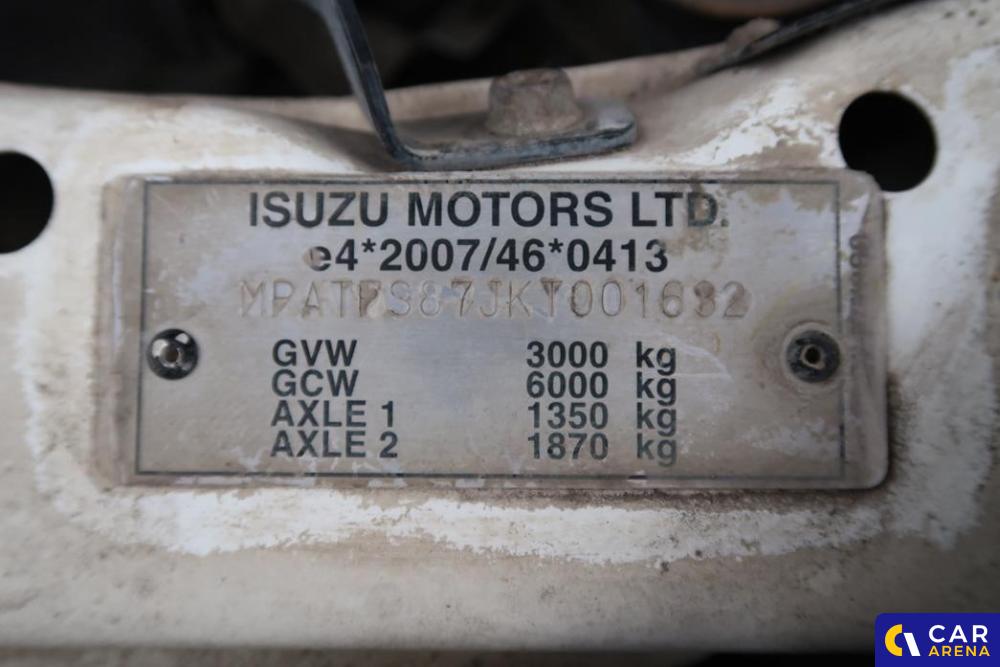 ISUZU MOTORS LTD.
e4*2007/46*0413
MPATFS87JKT001632
GVW 3000 kg
GCW 6000 kg
AXLE 1 1350 kg
AXLE 2 1870 kg
CAR
ARENA